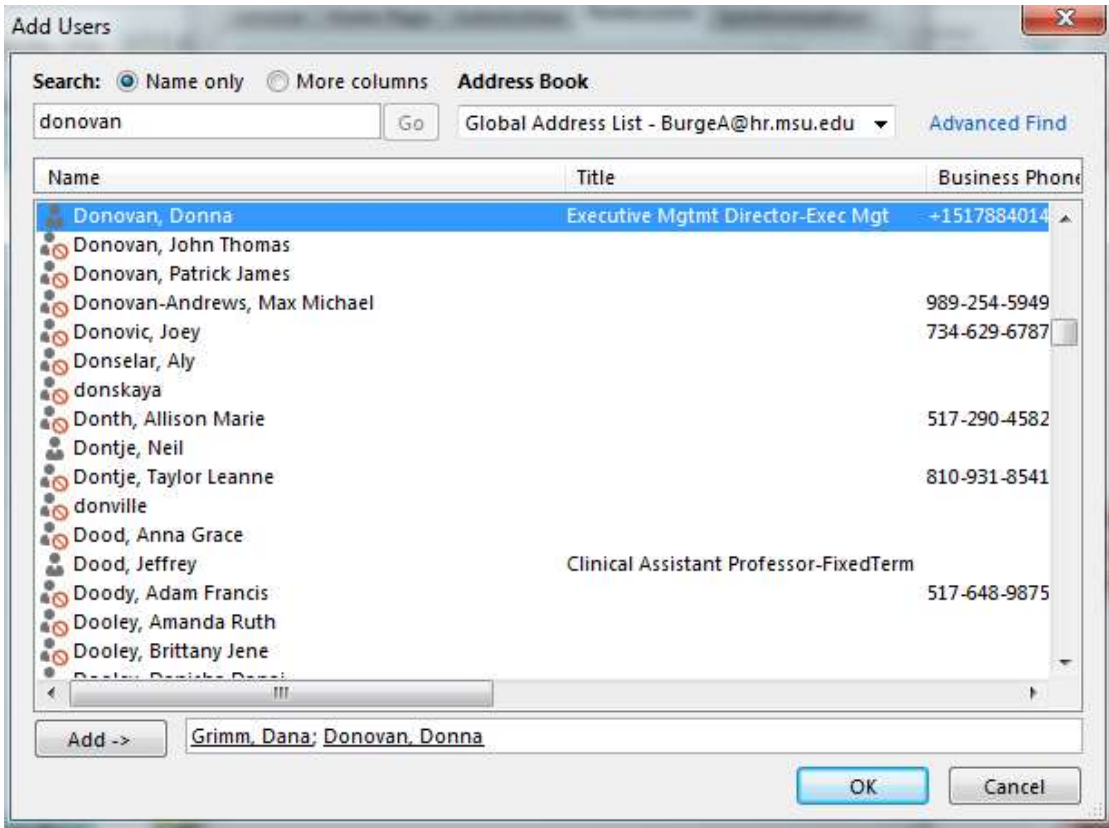 Add Users
Search: Name only More columns Address Book
donovan Go Global Address List - BurgeA@hr.msu.edu Advanced Find
Name Title Business Phone
Donovan, Donna Executive Mgtmt Director-Exec Mgt +1517884014
Donovan, John Thomas
Donovan, Patrick James
Donovan-Andrews, Max Michael 989-254-5949
Donovic, Joey 734-629-6787
Donselar, Aly
donskaya
Donth, Allison Marie 517-290-4582
Dontje, Neil
Dontje, Taylor Leanne 810-931-8541
donville
Dood, Anna Grace
Dood, Jeffrey Clinical Assistant Professor-FixedTerm
Doody, Adam Francis 517-648-9875
Dooley, Amanda Ruth
Dooley, Brittany Jene
Add -> Grimm, Dana; Donovan, Donna
OK Cancel